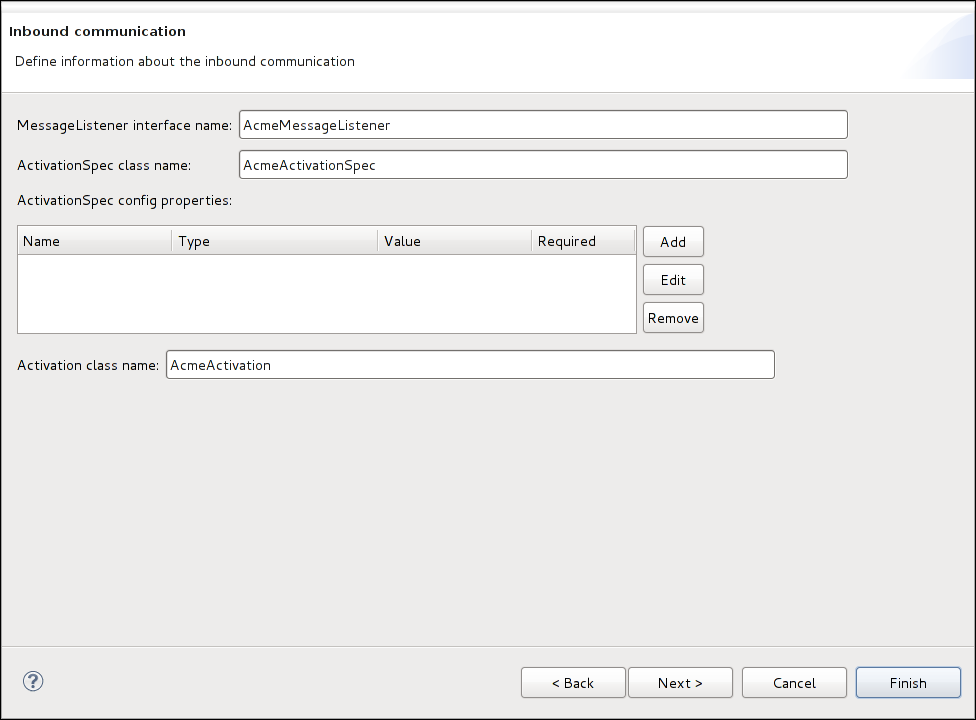 Inbound communication
Define information about the inbound communication
MessageListener interface name: AcmeMessageListener
ActivationSpec class name: AcmeActivationSpec
ActivationSpec config properties:
Name Type Value Required Add
Edit
Remove
Activation class name: AcmeActivation
? < Back Next > Cancel Finish